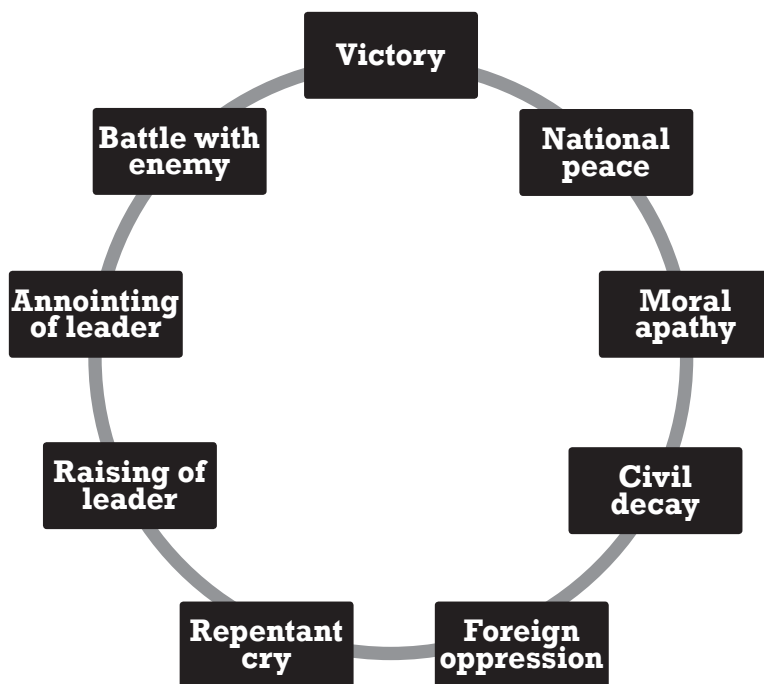 Victory
National
peace
Moral
apathy
Civil
decay
Foreign
oppression
Repentant
cry
Raising of
leader
Annointing
of leader
Battle with
enemy